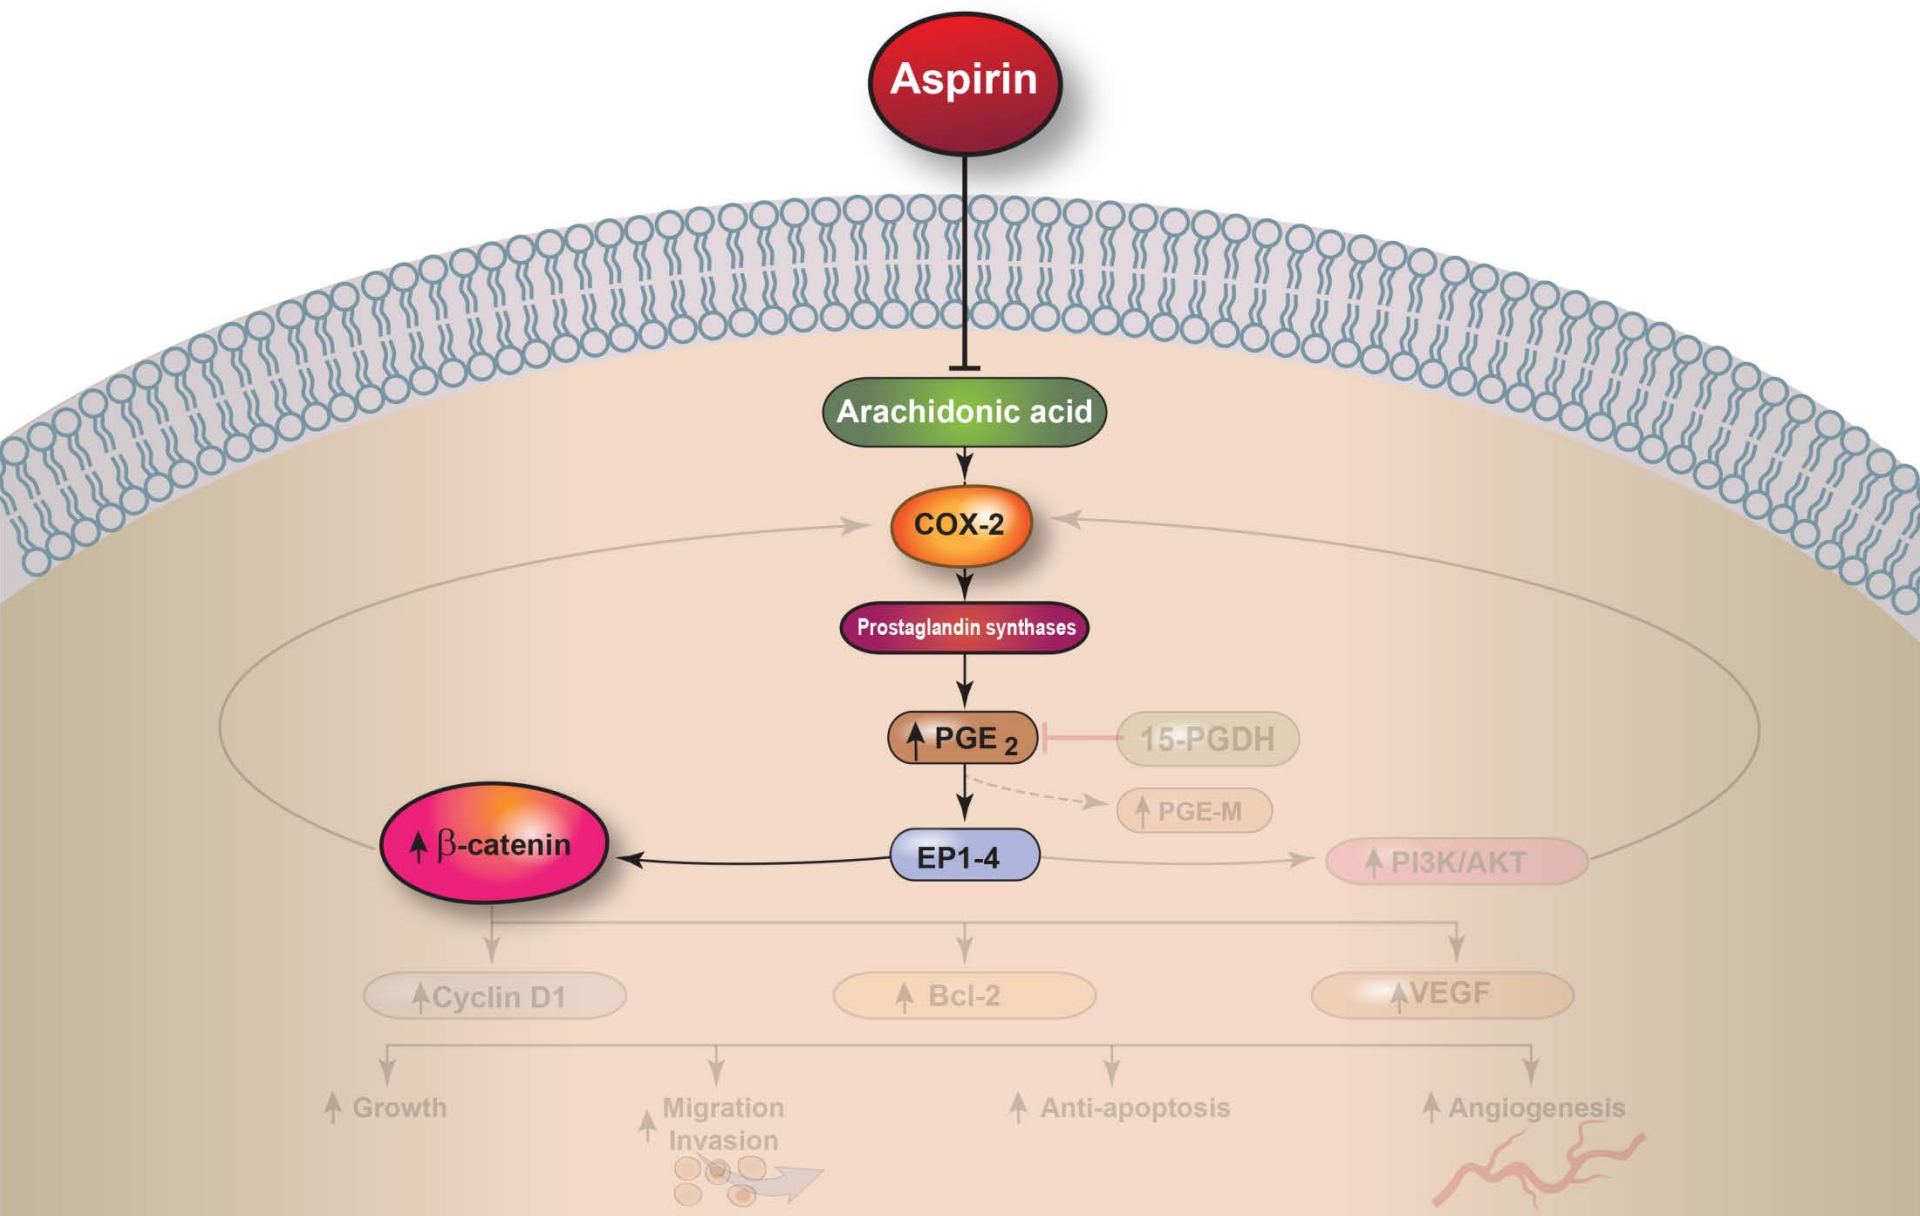 Aspirin
Arachidonic acid
COX-2
Prostaglandin synthases
↑ PGE 2
15-PGDH
↑ PGE-M
↑ β-catenin
EP1-4
↑ PI3K/AKT
↑ Cyclin D1
↑ Bcl-2
↑ VEGF
↑ Growth
↑ Migration
Invasion
↑ Anti-apoptosis
↑ Angiogenesis